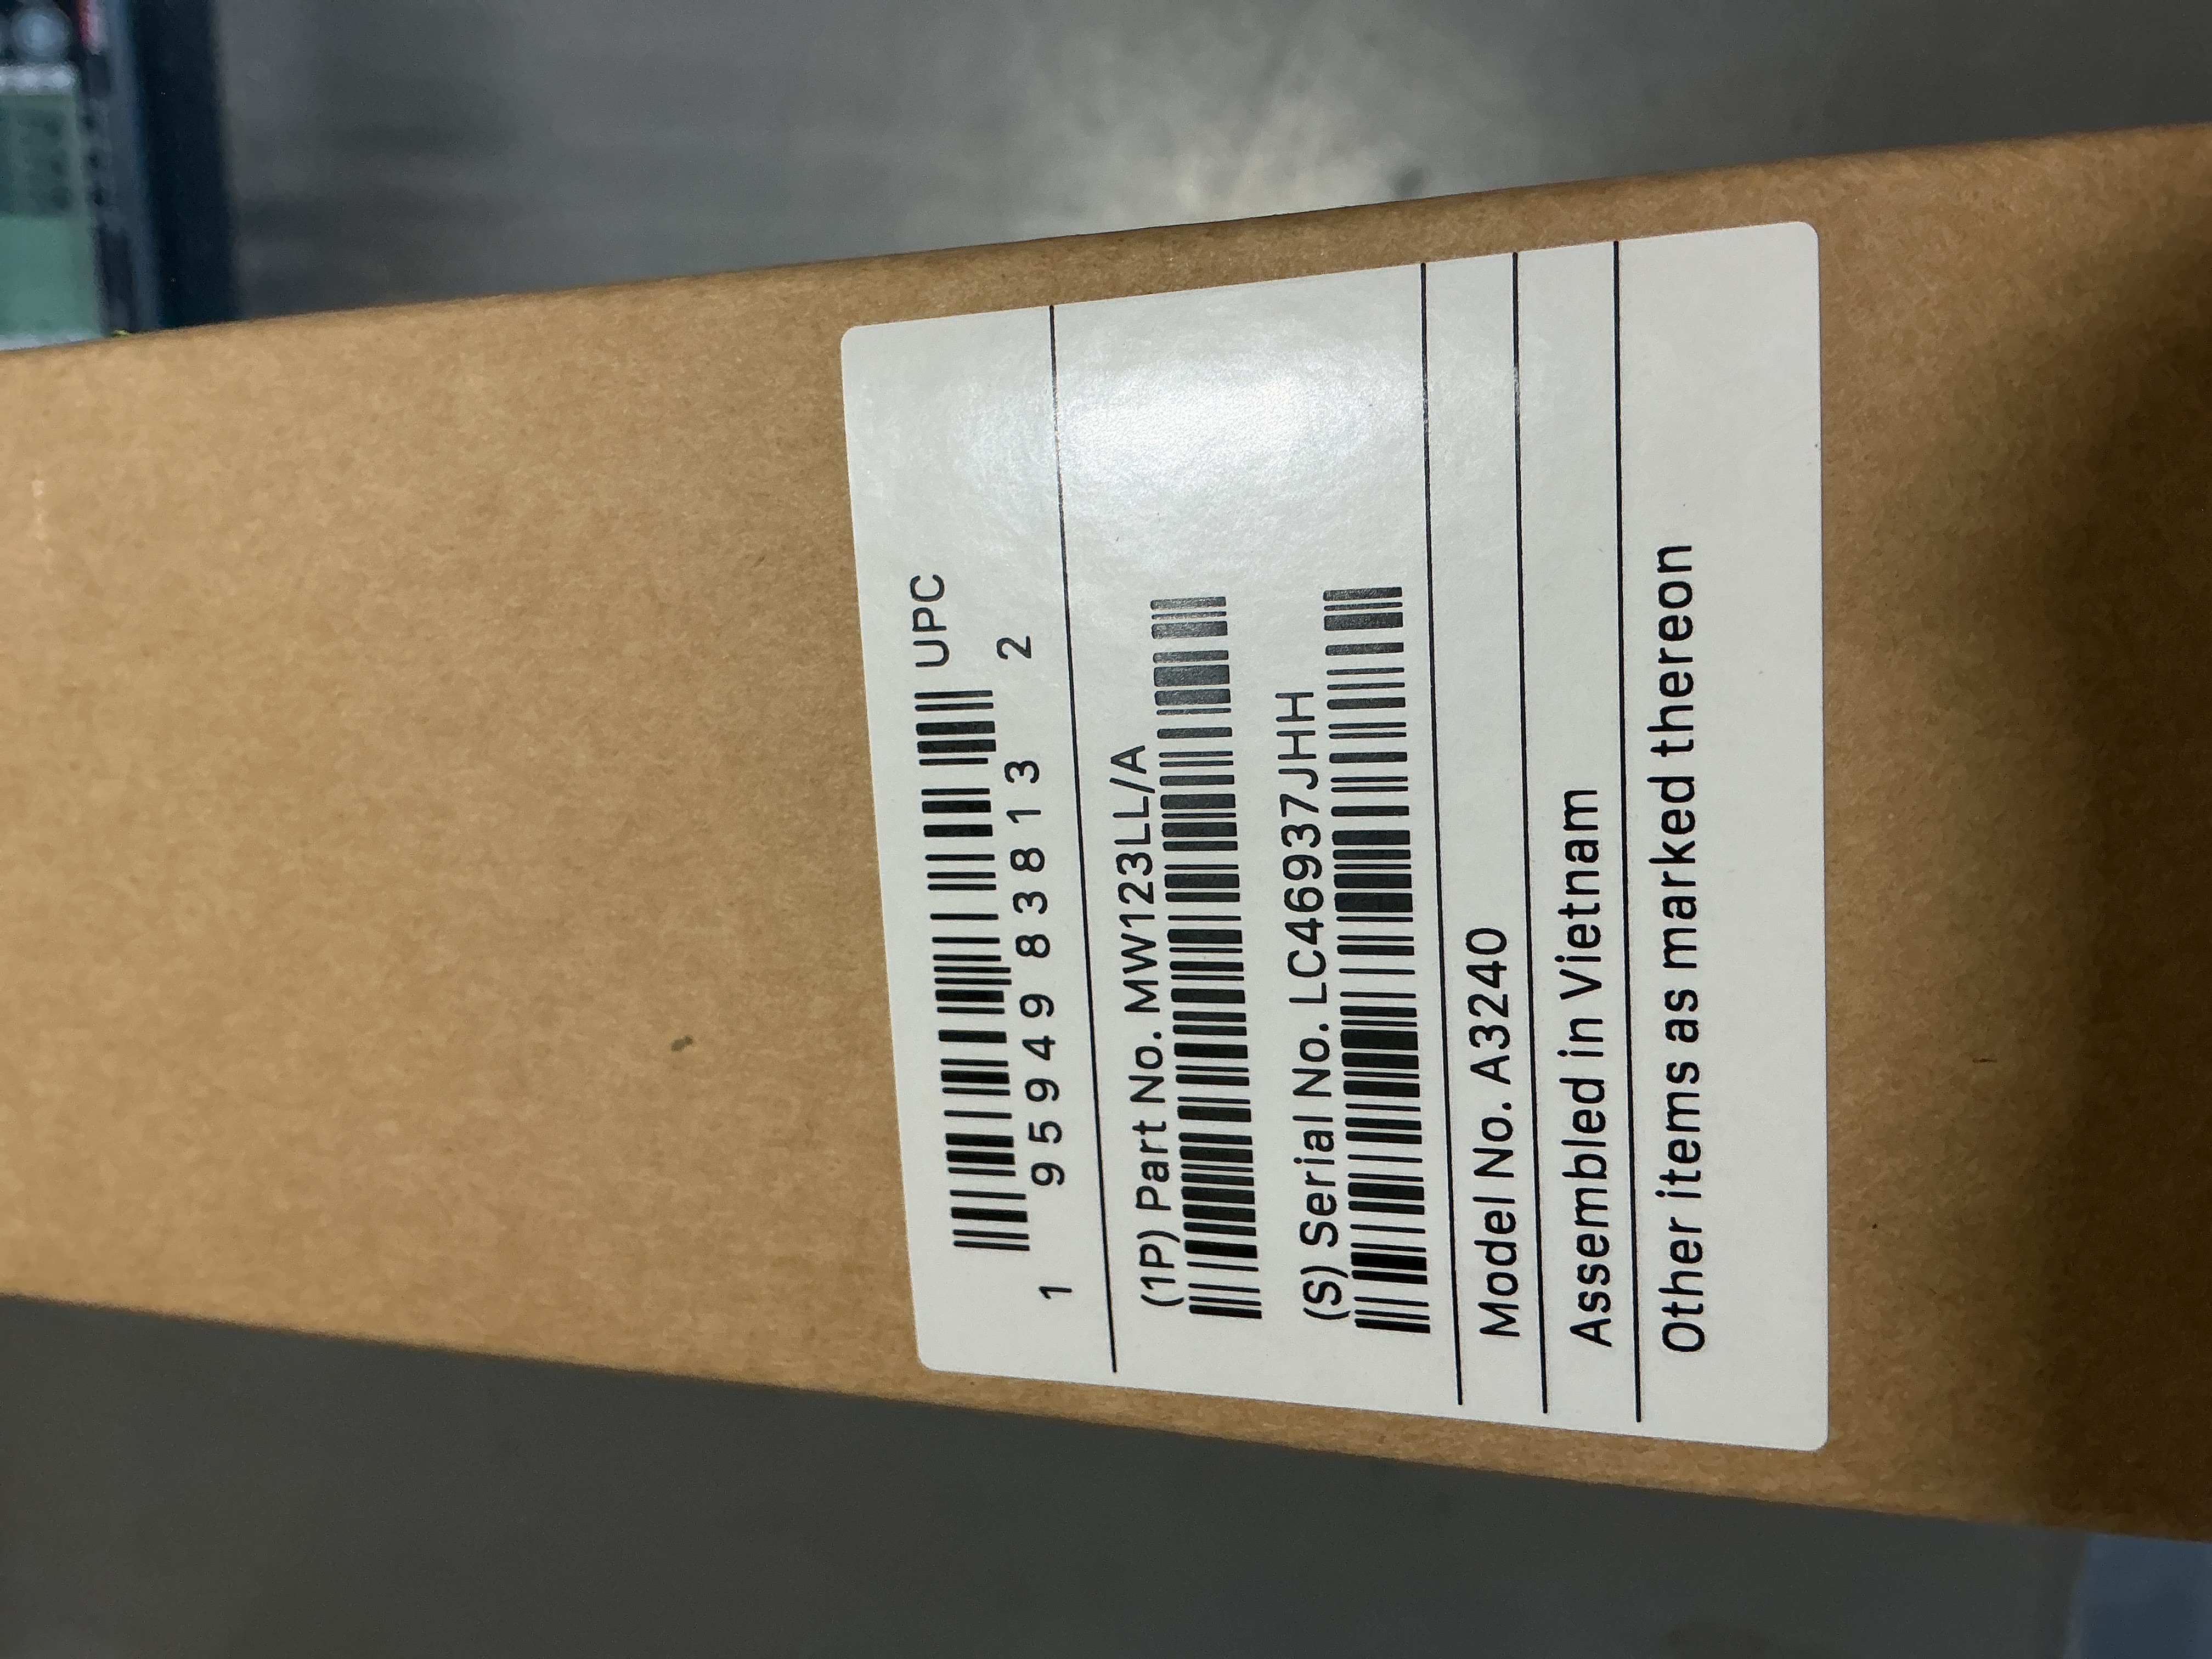 UPC
1 95949 83813 2
(1P) Part No. MW123LL/A
(S) Serial No. LC46937JHH
Model No. A3240
Assembled in Vietnam
Other items as marked thereon